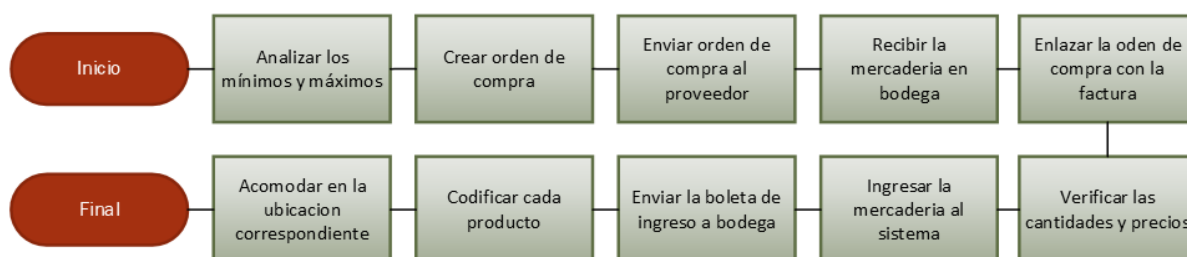 Inicio
Analizar los
mínimos y máximos
Crear orden de
compra
Enviar orden de
compra al
proveedor
Recibir la
mercaderia en
bodega
Enlazar la oden de
compra con la
factura
Verificar las
cantidades y precios
Ingresar la
mercaderia al
sistema
Enviar la boleta de
ingreso a bodega
Codificar cada
producto
Acomodar en la
ubicacion
correspondiente
Final